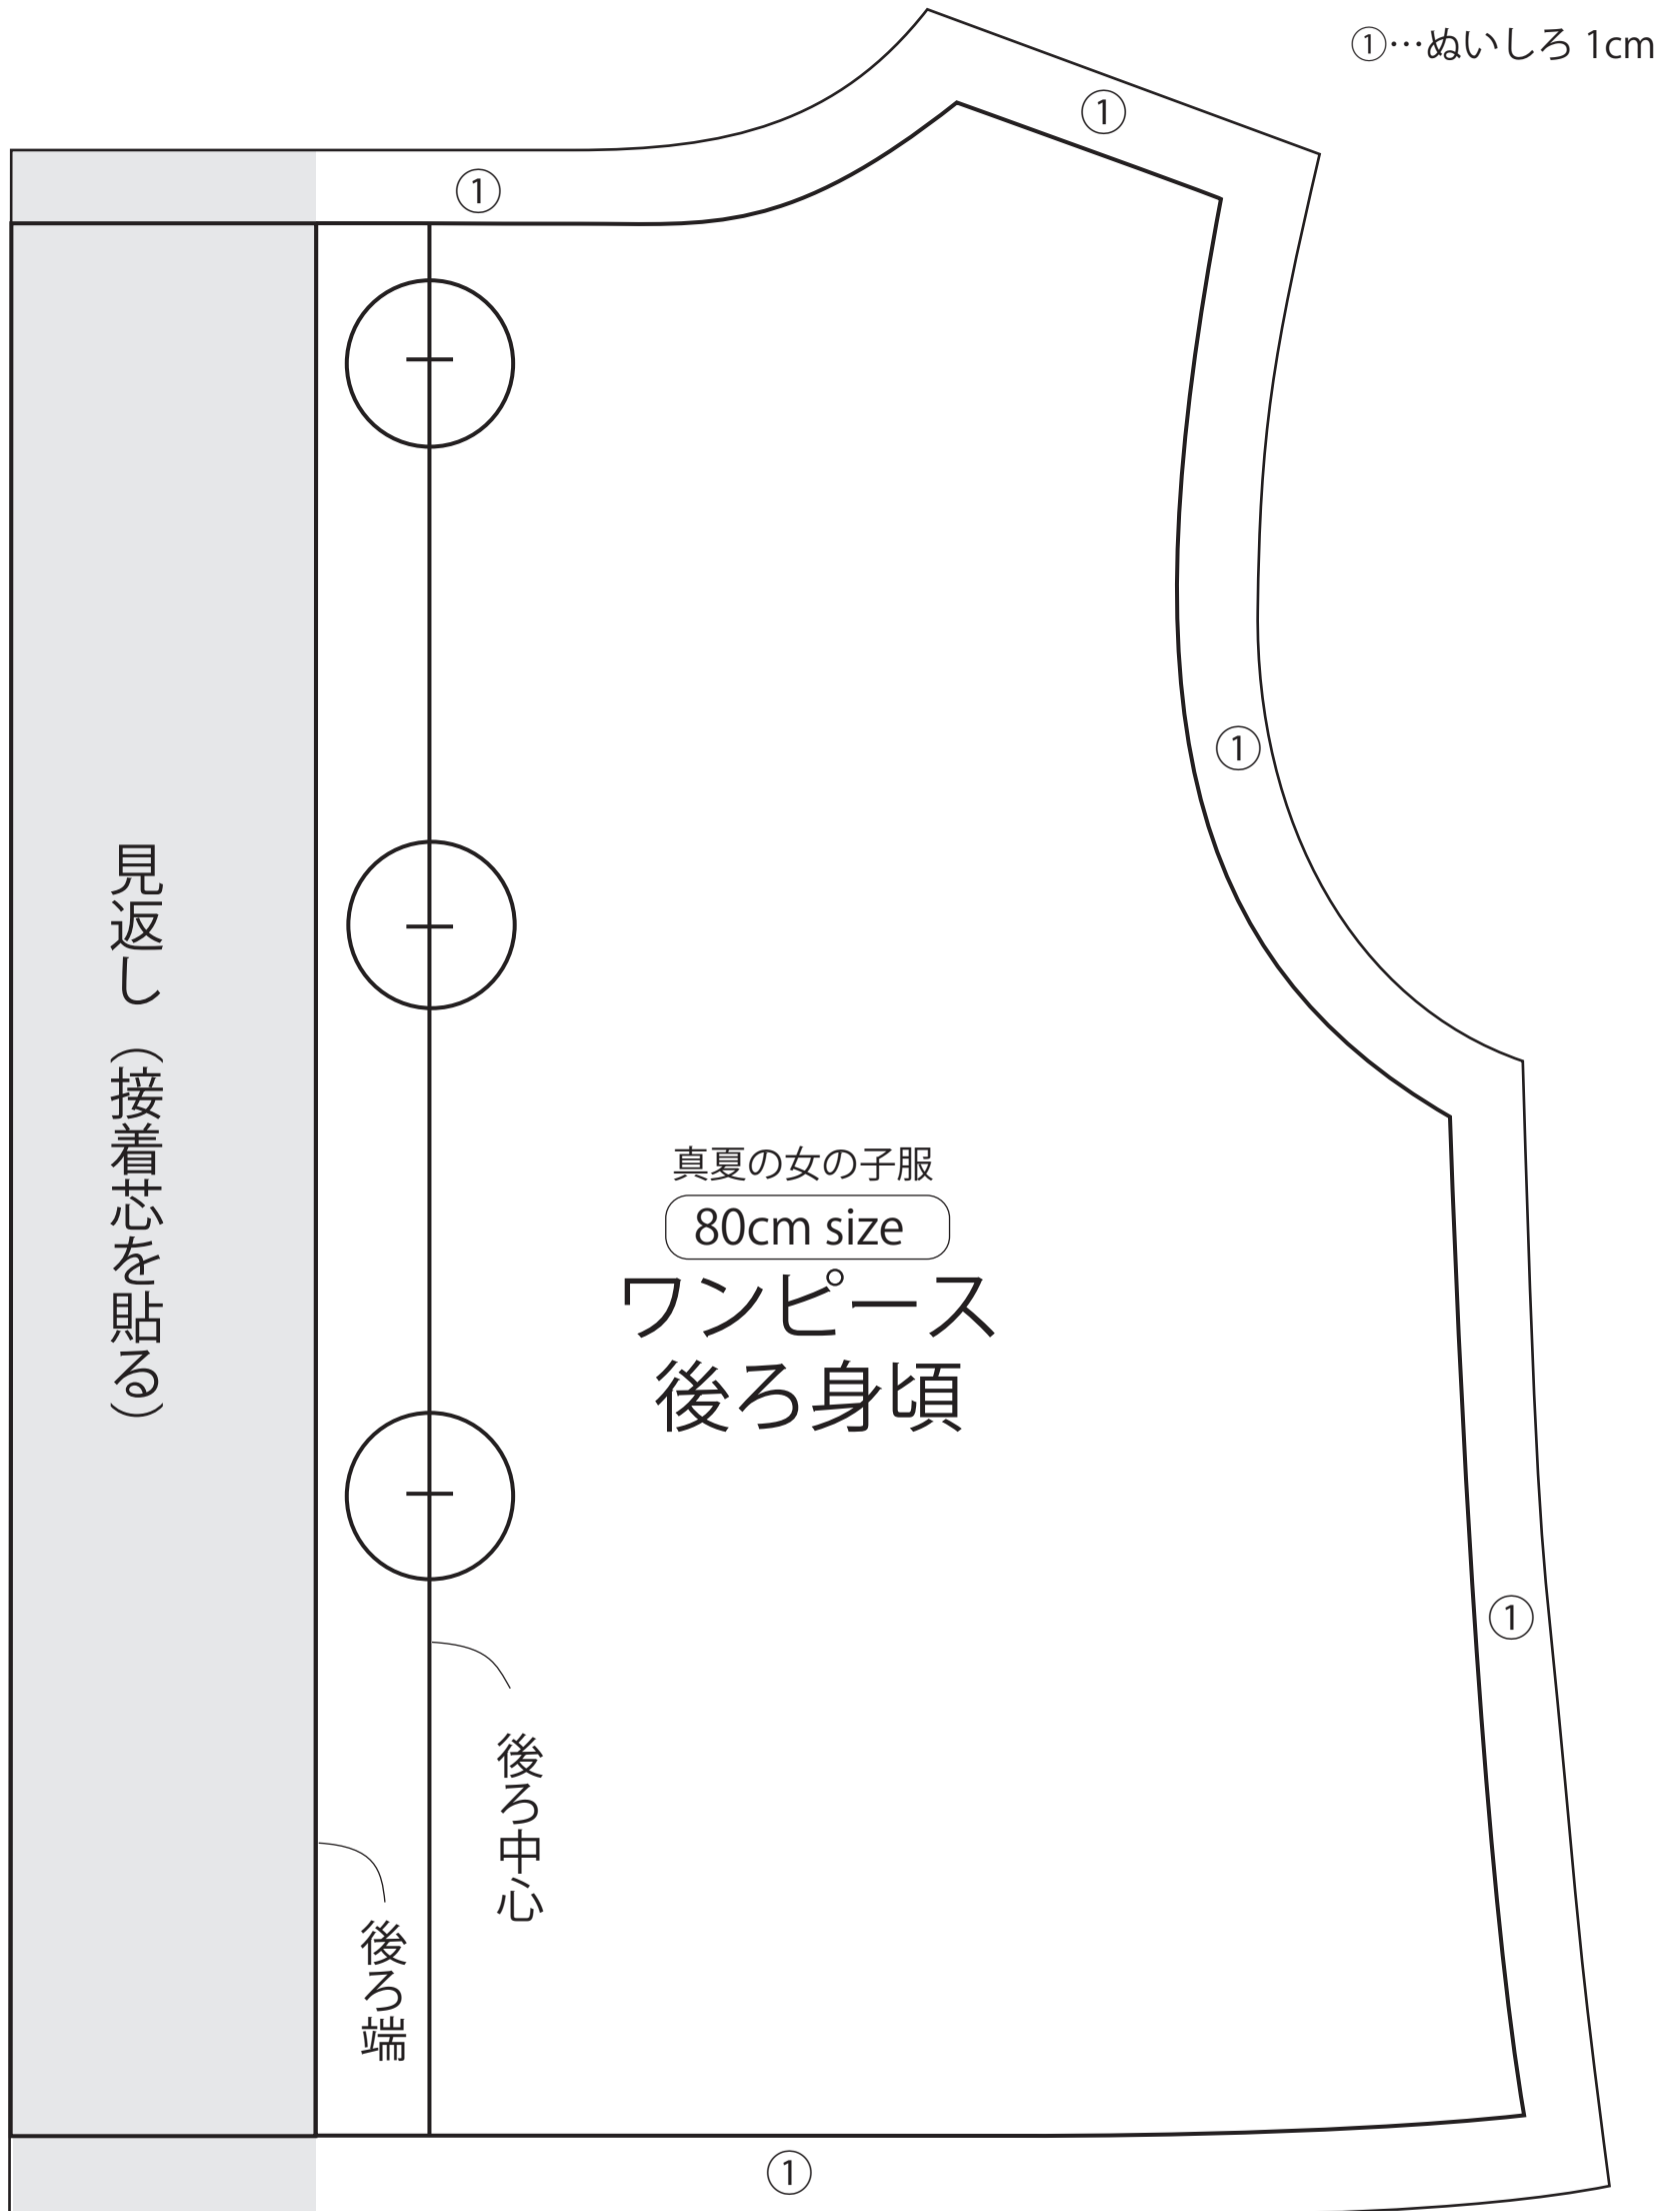 ①…ぬいしろ 1cm
①
①
①
見返し（接着芯を貼る）
真夏の女の子服
80cm size
ワンピース
後ろ身頃
①
後ろ中心
後ろ端
①